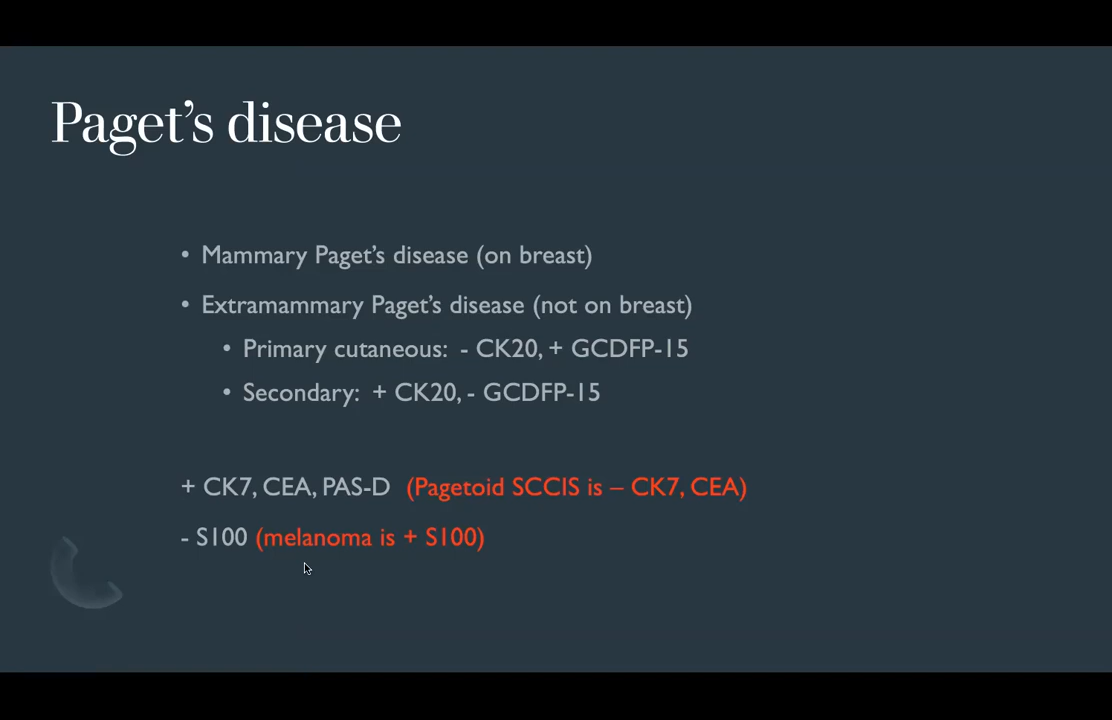 Paget’s disease
• Mammary Paget’s disease (on breast)
• Extramammary Paget’s disease (not on breast)
• Primary cutaneous: - CK20, + GCDFP-15
• Secondary: + CK20, - GCDFP-15
+ CK7, CEA, PAS-D (Pagetoid SCCIS is – CK7, CEA)
- S100 (melanoma is + S100)